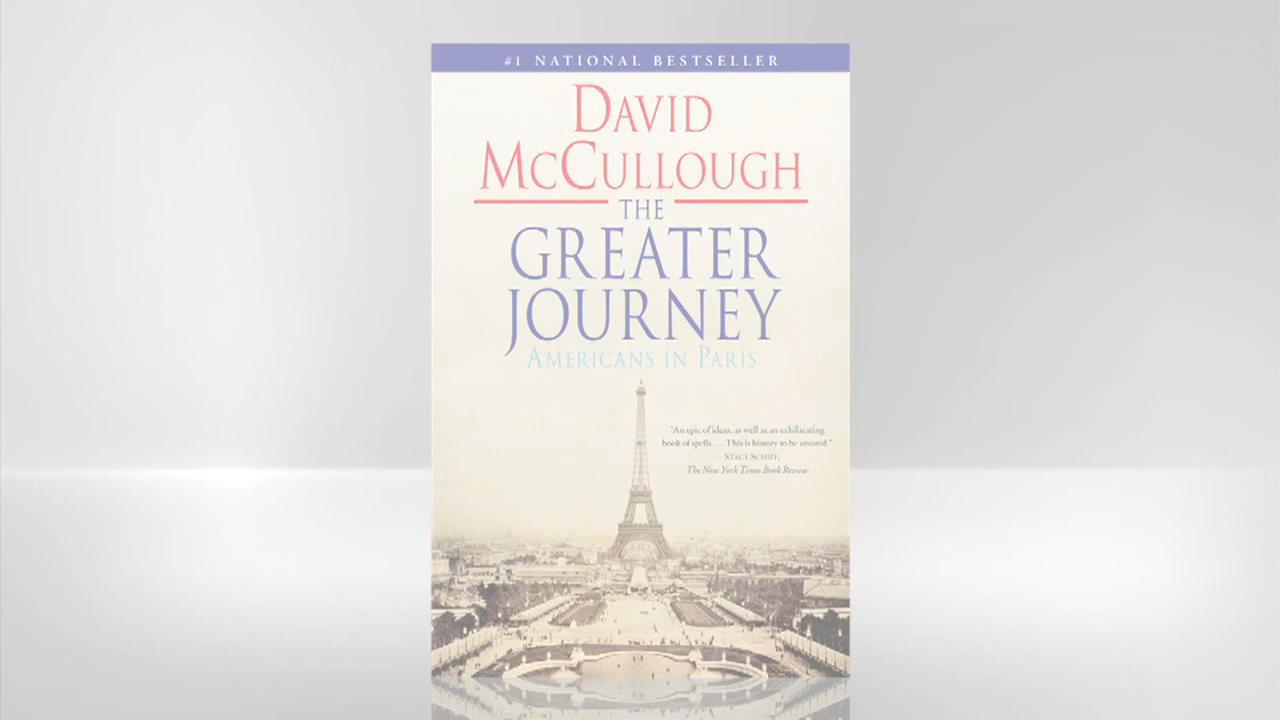 #1 NATIONAL BESTSELLER
DAVID
MCCULLOUGH
THE
GREATER
JOURNEY
AMERICANS IN PARIS
"An epic of ideas, as well as an exhilarating
book of spells . . . This is history to be savored."
—STACY SCHIFF,
The New York Times Book Review